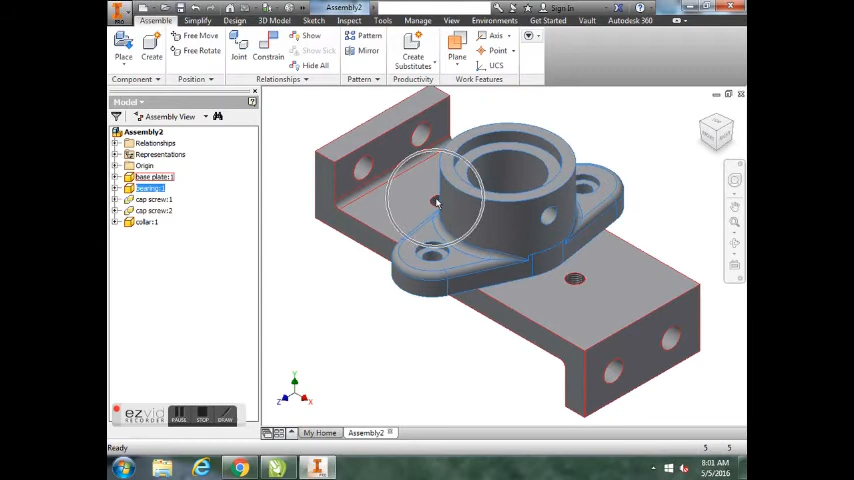 Assembly2
Sign In
PRO
Assemble Simplify Design 3D Model Sketch Inspect Tools Manage View Environments Get Started Vault Autodesk 360
Place Create
Free Move
Free Rotate
Joint Constrain
Show
Show Sick
Hide All
Pattern
Mirror
Create Substitutes
Plane
Axis
Point
UCS
Component Position Relationships Pattern Productivity Work Features
Model
Assembly View
Assembly2
Relationships
Representations
Origin
base plate:1
bearing:1
cap screw:1
cap screw:2
collar:1
Y
Z
X
ezvid
RECORDER
PAUSE STOP DRAW
My Home Assembly2
Ready
5 5
PRO
8:01 AM
5/5/2016